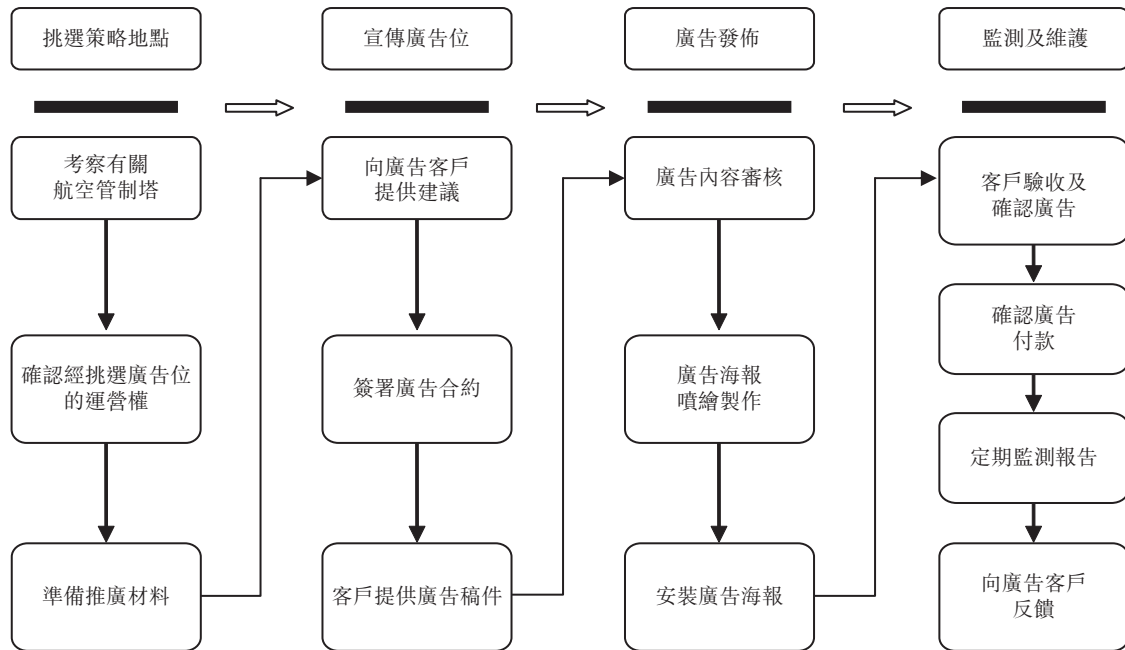 挑選策略地點
宣傳廣告位
廣告發佈
監測及維護
考察有關
航空管制塔
確認經挑選廣告位
的運營權
準備推廣材料
向廣告客戶
提供建議
簽署廣告合約
客戶提供廣告稿件
廣告內容審核
廣告海報
噴繪製作
安裝廣告海報
客戶驗收及
確認廣告
確認廣告
付款
定期監測報告
向廣告客戶
反饋